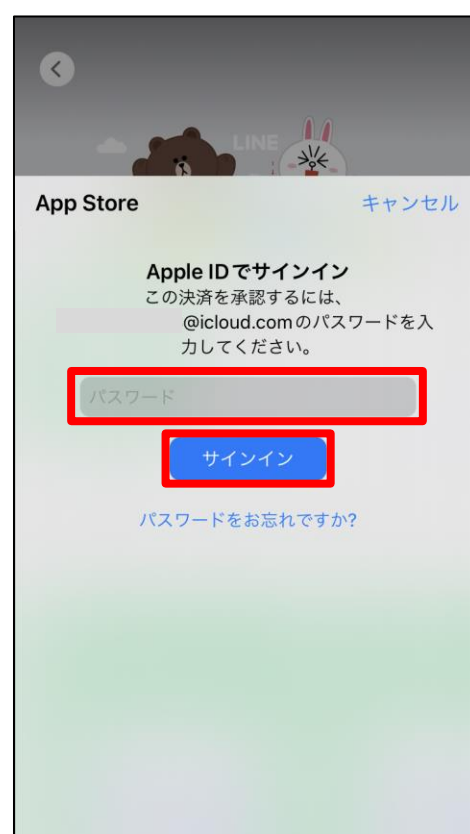 LINE
App Store
キャンセル
Apple IDでサインイン
この決済を承認するには、
@icloud.comのパスワードを入
力してください。
パスワード
サインイン
パスワードをお忘れですか?